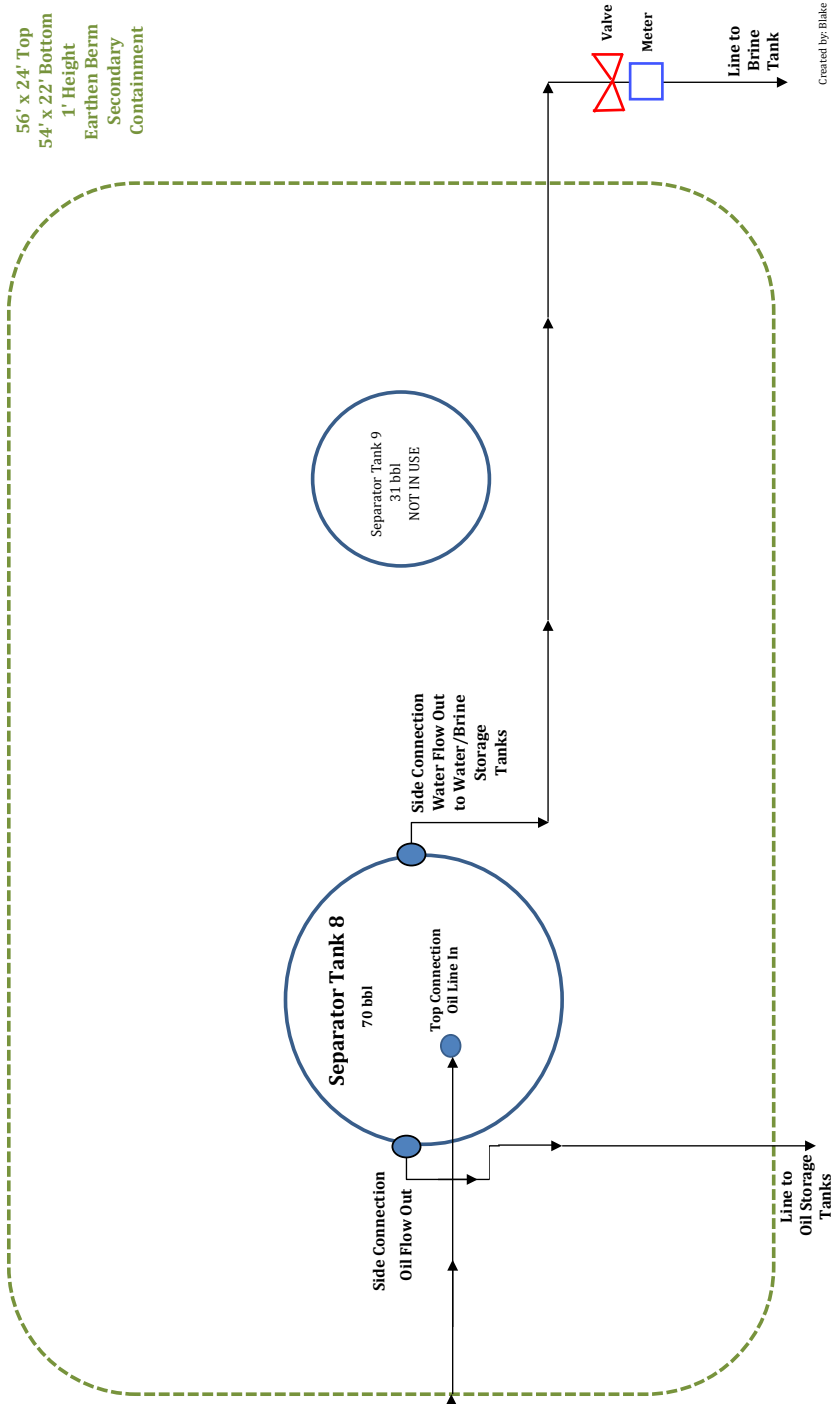 56' x 24' Top
54' x 22' Bottom
1' Height
Earthen Berm
Secondary
Containment
Valve
Meter
Line to
Brine
Tank
Created by: Blake
Separator Tank 9
31 bbl
NOT IN USE
Side Connection
Water Flow Out
to Water/Brine
Storage
Tanks
Separator Tank 8
70 bbl
Top Connection
Oil Line In
Side Connection
Oil Flow Out
Line to
Oil Storage
Tanks